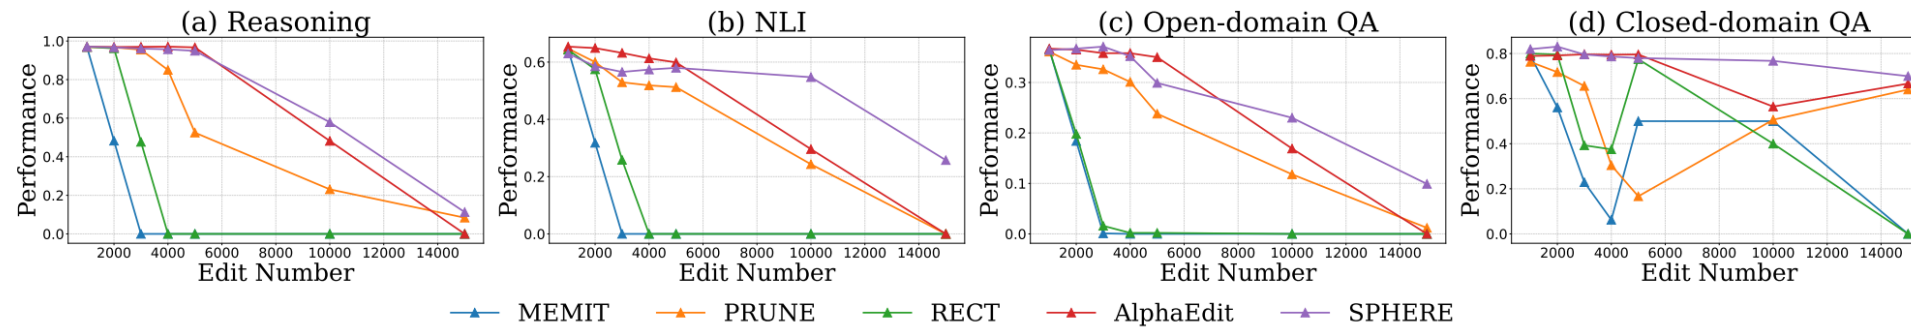 (a) Reasoning
(b) NLI
(c) Open-domain QA
(d) Closed-domain QA
Performance
1.0
0.8
0.6
0.4
0.2
0.0
2000 4000 6000 8000 10000 12000 14000
Edit Number
Performance
0.6
0.4
0.2
0.0
2000 4000 6000 8000 10000 12000 14000
Edit Number
Performance
0.3
0.2
0.1
0.0
2000 4000 6000 8000 10000 12000 14000
Edit Number
Performance
0.8
0.6
0.4
0.2
0.0
2000 4000 6000 8000 10000 12000 14000
Edit Number
MEMIT PRUNE RECT AlphaEdit SPHERE